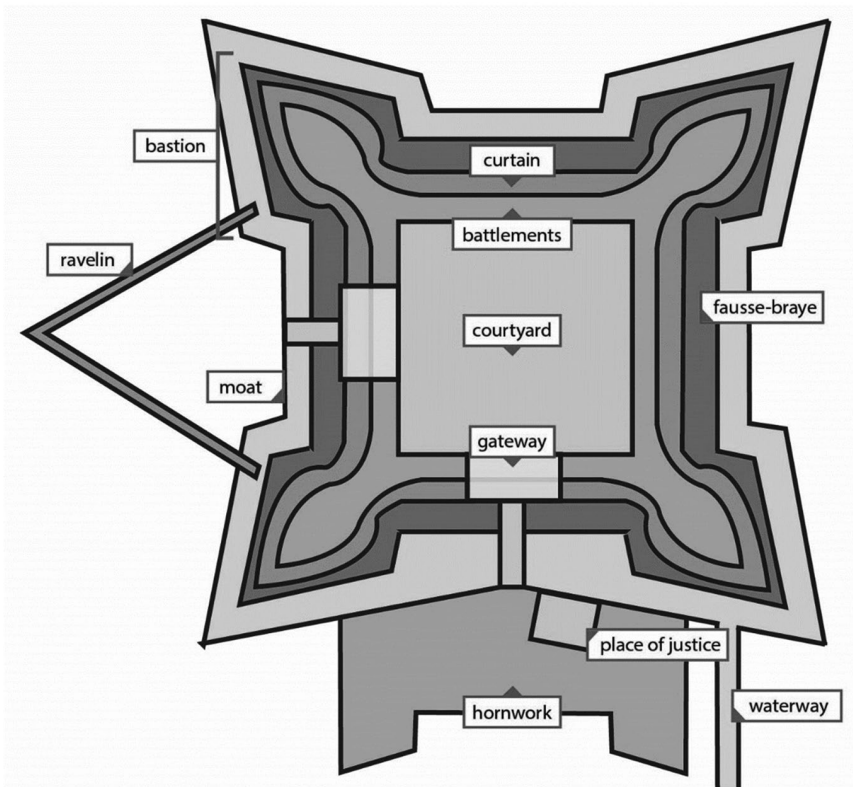 bastion
curtain
battlements
ravelin
fausse-braye
courtyard
moat
gateway
place of justice
waterway
hornwork